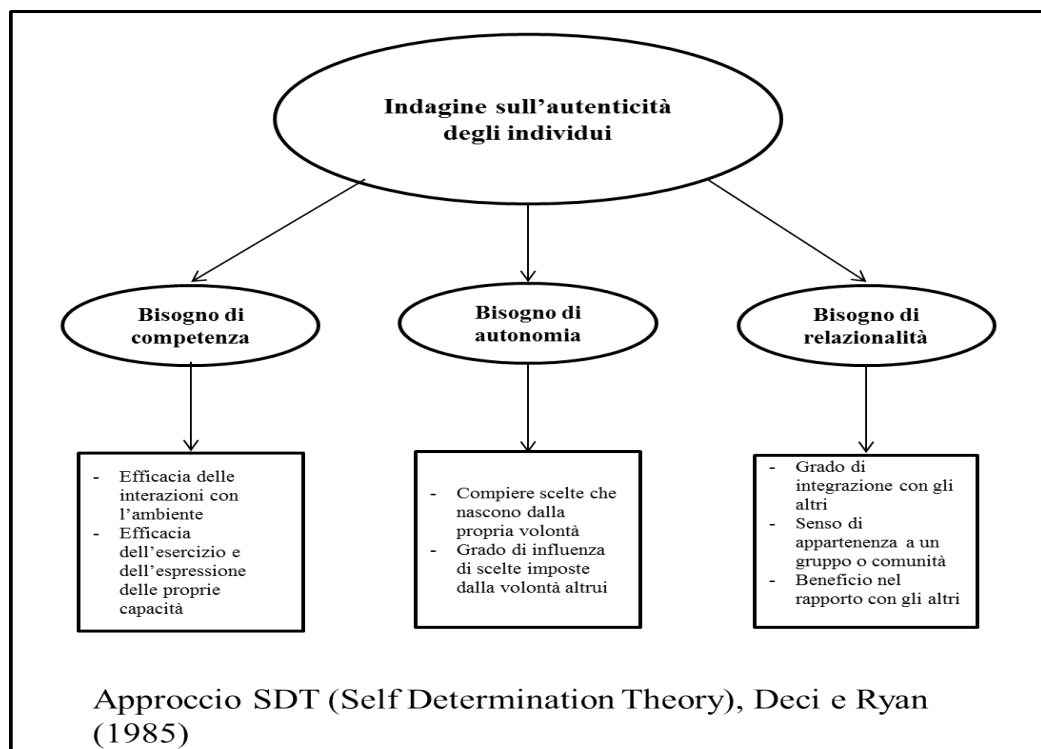 Indagine sull'autenticità
degli individui
Bisogno di
competenza
Bisogno di
autonomia
Bisogno di
relazionalità
- Efficacia delle
interazioni con
l'ambiente
- Efficacia
dell'esercizio e
dell'espressione
delle proprie
capacità
- Compiere scelte che
nascono dalla
propria volontà
- Grado di influenza
di scelte imposte
dalla volontà altrui
- Grado di
integrazione con gli
altri
- Senso di
appartenenza a un
gruppo o comunità
- Beneficio nel
rapporto con gli altri
Approccio SDT (Self Determination Theory), Deci e Ryan
(1985)